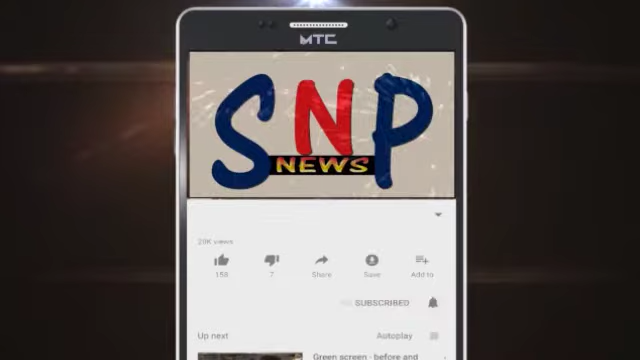 MTC
SNP
NEWS
20K views
158 7 Share Save Add to
SUBSCRIBED
Up next Autoplay
Green screen - before and